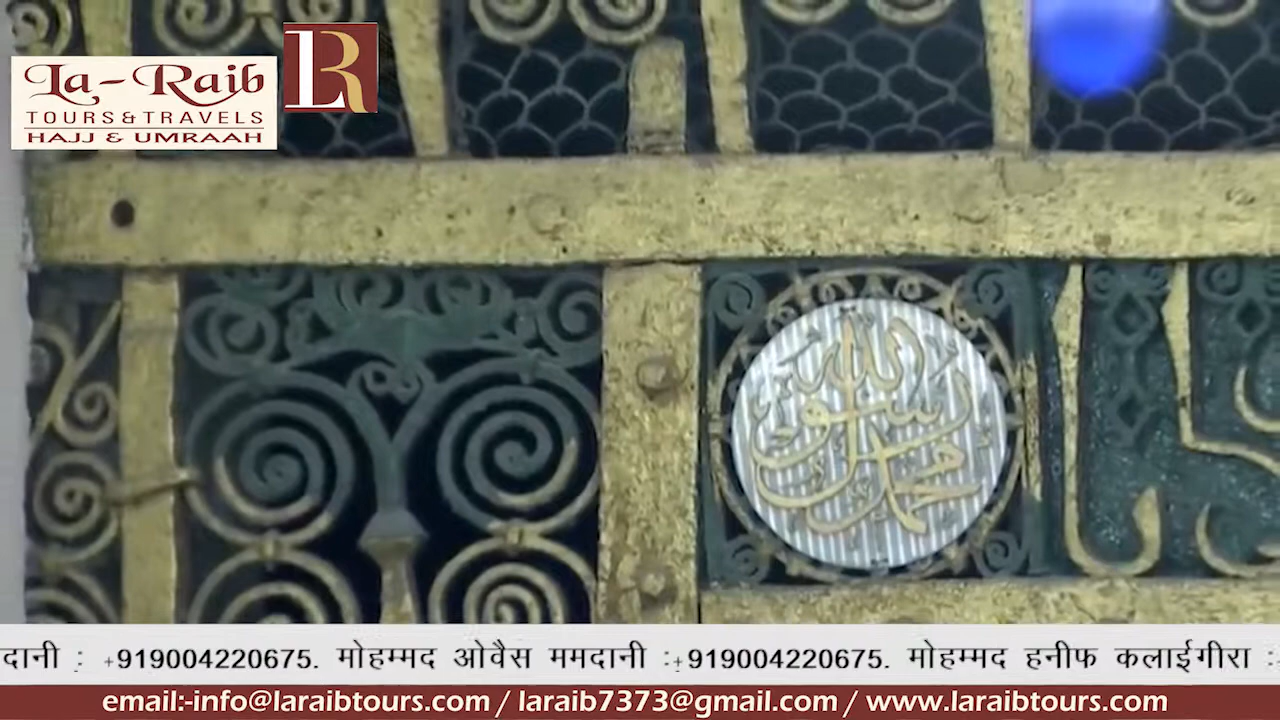 La-Raib
TOURS & TRAVELS
HAJJ & UMRAAH
LR
محمد رسول الله
दानी : +919004220675. मोहम्मद ओवैस ममदानी :+919004220675. मोहम्मद हनीफ कलाईगीरा :
email:-info@laraibtours.com / laraib7373@gmail.com / www.laraibtours.com